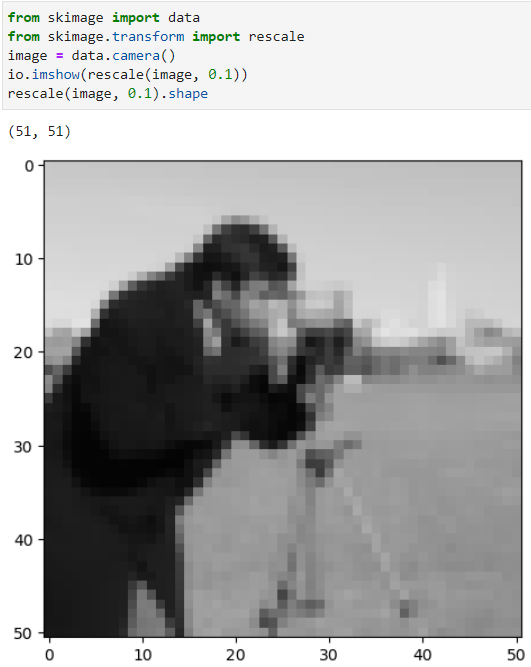 from skimage import data
from skimage.transform import rescale
image = data.camera()
io.imshow(rescale(image, 0.1))
rescale(image, 0.1).shape
(51, 51)
0
10
20
30
40
50
0 10 20 30 40 50